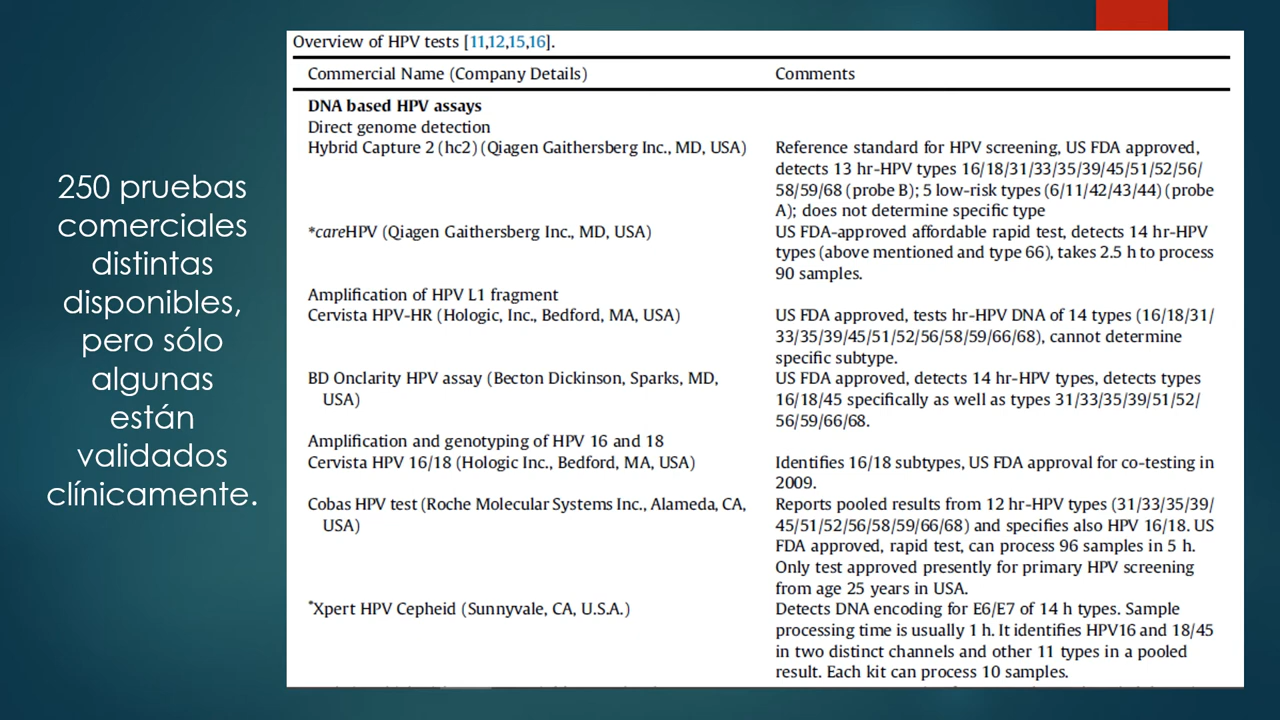 250 pruebas
comerciales
distintas
disponibles,
pero sólo
algunas
están
validados
clínicamente.
Overview of HPV tests [11,12,15,16].
Commercial Name (Company Details) Comments
DNA based HPV assays
Direct genome detection
Hybrid Capture 2 (hc2) (Qiagen Gaithersburg Inc., MD, USA) Reference standard for HPV screening, US FDA approved,
detects 13 hr-HPV types 16/18/31/33/35/39/45/51/52/56/
58/59/68 (probe B); 5 low-risk types (6/11/42/43/44) (probe
A); does not determine specific type
*careHPV (Qiagen Gaithersberg Inc., MD, USA) US FDA-approved affordable rapid test, detects 14 hr-HPV
types (above mentioned and type 66), takes 2.5 h to process
90 samples.
Amplification of HPV L1 fragment
Cervista HPV-HR (Hologic, Inc., Bedford, MA, USA) US FDA approved, tests hr-HPV DNA of 14 types (16/18/31/
33/35/39/45/51/52/56/58/59/66/68), cannot determine
specific subtype.
BD Onclarity HPV assay (Becton Dickinson, Sparks, MD, US FDA approved, detects 14 hr-HPV types, detects types
USA) 16/18/45 specifically as well as types 31/33/35/39/51/52/
56/59/66/68.
Amplification and genotyping of HPV 16 and 18
Cervista HPV 16/18 (Hologic Inc., Bedford, MA, USA) Identifies 16/18 subtypes, US FDA approval for co-testing in
2009.
Cobas HPV test (Roche Molecular Systems Inc., Alameda, CA, Reports pooled results from 12 hr-HPV types (31/33/35/39/
USA) 45/51/52/56/58/59/66/68) and specifies also HPV 16/18. US
FDA approved, rapid test, can process 96 samples in 5 h.
Only test approved presently for primary HPV screening
from age 25 years in USA.
*Xpert HPV Cepheid (Sunnyvale, CA, U.S.A.) Detects DNA encoding for E6/E7 of 14 h types. Sample
processing time is usually 1 h. It identifies HPV16 and 18/45
in two distinct channels and other 11 types in a pooled
result. Each kit can process 10 samples.